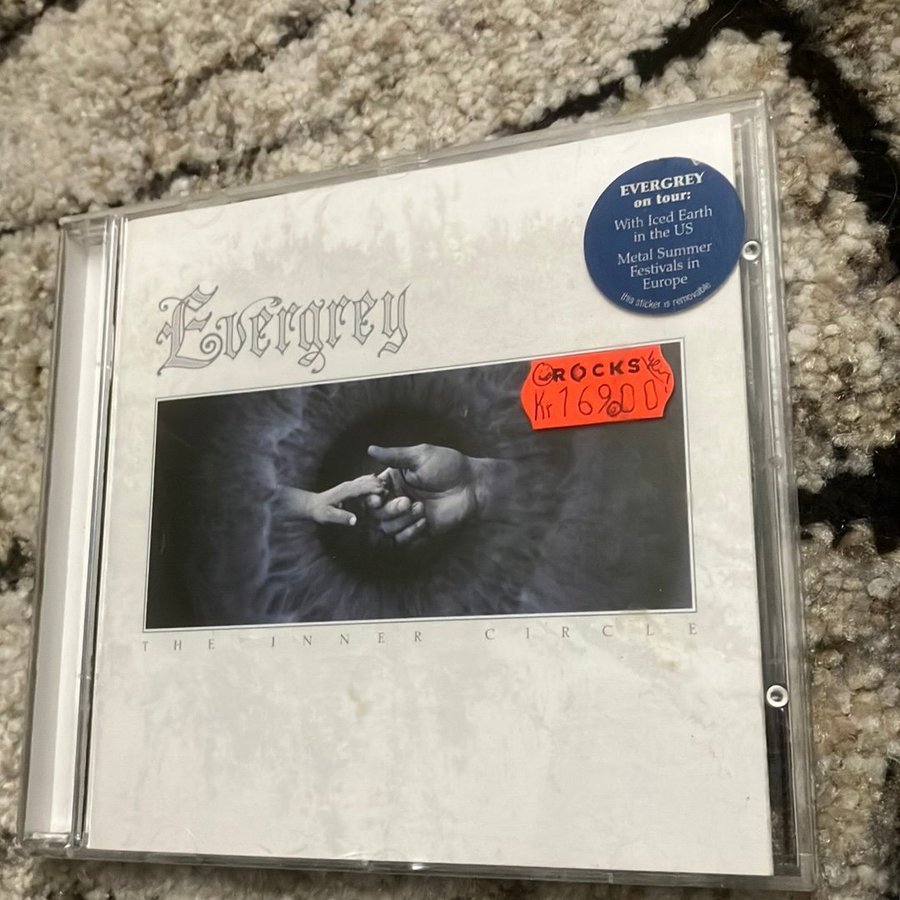 EVERGREY
on tour:
With Iced Earth
in the US
Metal Summer
Festivals in
Europe
this sticker is removable
Evergrey
ROCKS
Kr 169.00
THE INNER CIRCLE